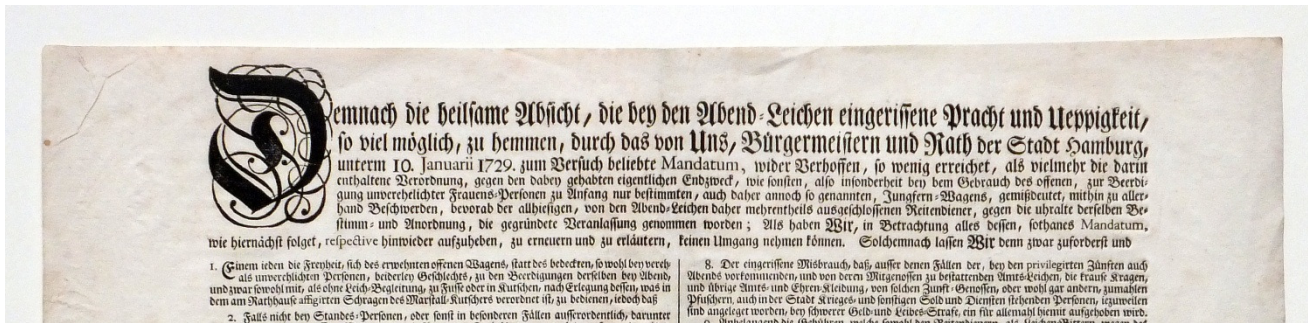 Demnach die heilsame Absicht, die bey den Abend-Leichen eingerissene Pracht und Ueppigkeit,
so viel möglich, zu hemmen, durch das von Uns, Bürgermeistern und Rath der Stadt Hamburg,
unterm 10. Januarii 1729. zum Versuch beliebte Mandatum, wider Verhoffen, so wenig erreichet, als vielmehr die darin
enthaltene Verordnung, gegen den dabey gehabten eigentlichen Endzweck, wie sonsten, also insonderheit bey dem Gebrauch des offenen, zur Beerdi-
gung unverehelichter Frauens-Personen zu Anfang nur bestimmten, auch daher annoch so genannten, Jungfern-Wagens, gemißdeutet, mithin zu aller-
hand Beschwerden, bevorab der allhiesigen, von den Abend-Leichen daher mehrentheils ausgeschlossenen Reitendiener, gegen die uhralte derselben Be-
stimm- und Anordnung, die gegründete Veranlassung genommen worden; Als haben Wir, in Betrachtung alles dessen, sothanes Mandatum,
wie hiernächst folget, respective hinwieder aufzuheben, zu erneuern und zu erläutern, keinen Umgang nehmen können. Solchemnach lassen Wir denn zwar zuforderst und
1. Einem ieden die Freyheit, sich des erwehnten offenen Wagens, statt des bedeckten, so wohl bey vereh-
als unverehlichten Personen, beiderley Geschlechts, zu den Beerdigungen derselben bey Abend,
und zwar sowohl mit, als ohne Leich-Begleitung, zu Fusse oder in Kutschen, nach Erlegung dessen, was in
dem am Rathhause affigirten Schragen des Marstall-Kutschers verordnet ist, zu bedienen, iedoch daß
2. Falls nicht bey Standes-Personen, oder sonst in besonderen Fällen ausserordentlich, darunter
8. Der eingerissene Misbrauch, daß, ausser denen Fällen der, bey den privilegirten Zünften auch
Abends vorkommenden, und von deren Mitgenossen zu bestattenden Amts-Leichen, die krause Kragen,
und übrige Amts- und Ehren-Kleidung, von solchen Zunft-Genossen, oder wohl gar andern, zumahlen
Pfuschern, auch in der Stadt Krieges- und sonstigen Sold und Diensten stehenden Personen, iezuweilen
sind angeleget worden, bey schwerer Geld- und Leibes-Strafe, ein für allemahl hiemit aufgehoben wird.